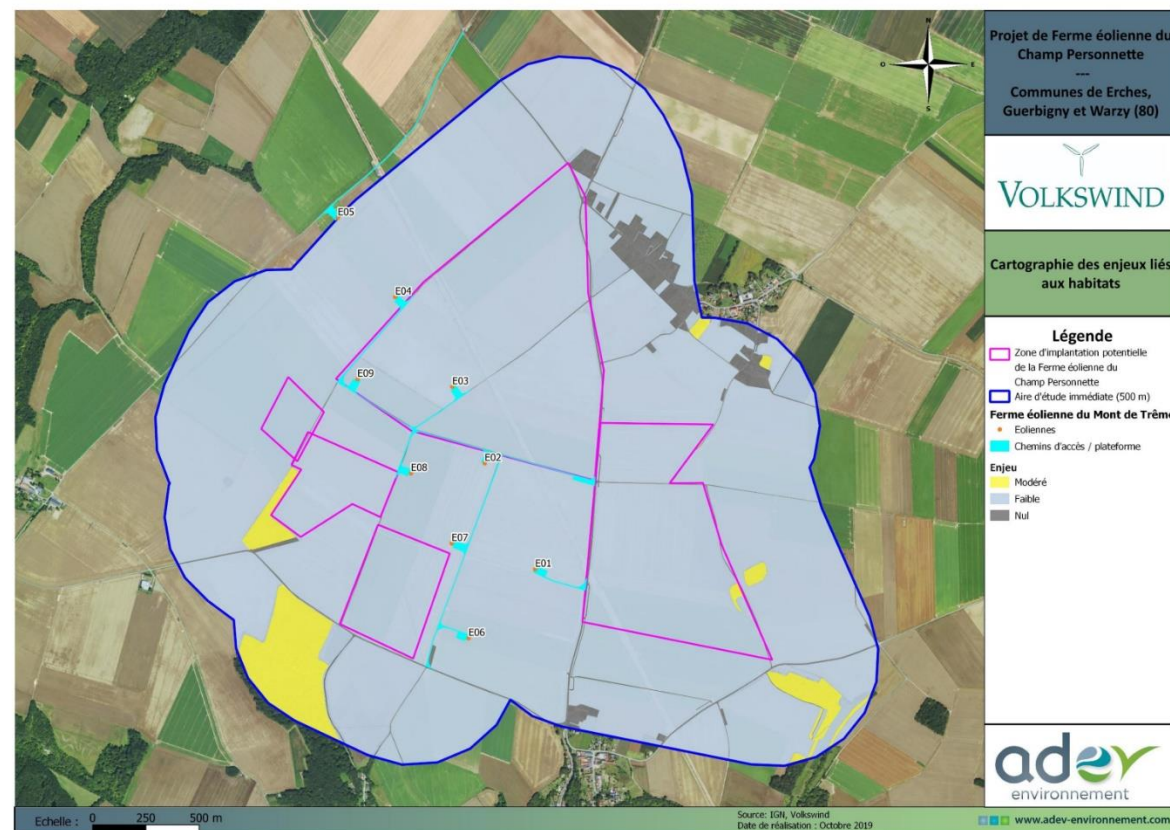 Projet de Ferme éolienne du
Champ Personnette
---
Communes de Erches,
Guerbigny et Warzy (80)
VOLKSWIND
Cartographie des enjeux liés
aux habitats
Légende
Zone d'implantation potentielle
de la Ferme éolienne du
Champ Personnette
Aire d'étude immédiate (500 m)
Ferme éolienne du Mont de Trême
Eoliennes
Chemins d'accès / plateforme
Enjeu
Modéré
Faible
Nul
N
O
E
S
E05
E04
E09
E03
E02
E08
E07
E01
E06
adev
environnement
Echelle : 0 250 500 m
Source: IGN, Volkswind
Date de réalisation : Octobre 2019
www.adev-environnement.com